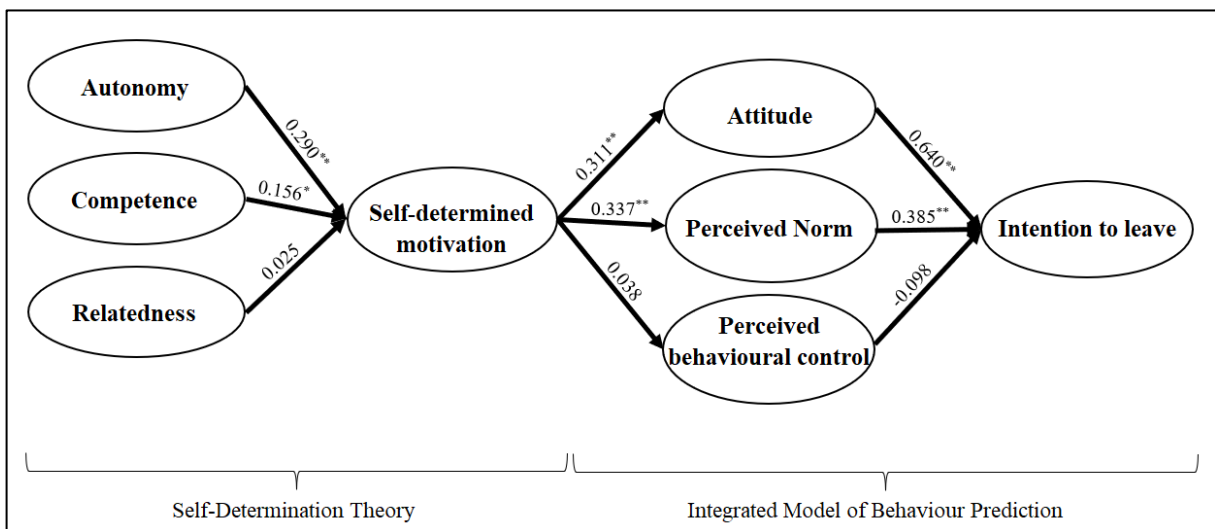 Autonomy
0.290**
Competence
0.156*
Relatedness
0.025
Self-determined
motivation
0.311**
0.337**
0.038
Attitude
Perceived Norm
Perceived
behavioural control
0.640**
0.385**
-0.098
Intention to leave
Self-Determination Theory
Integrated Model of Behaviour Prediction